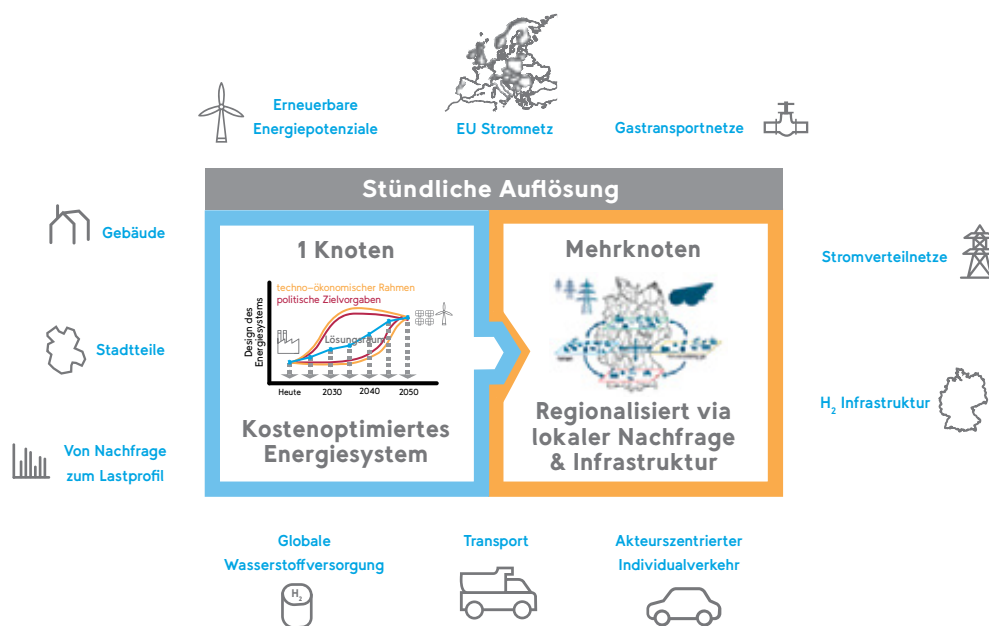 Erneuerbare
Energiepotenziale
EU Stromnetz
Gastransportnetze
Stündliche Auflösung
Gebäude
Stadtteile
Von Nachfrage
zum Lastprofil
1 Knoten
techno-ökonomischer Rahmen
politische Zielvorgaben
Design des
Energiesystems
Lösungsraum
Heute
2030
2040
2050
Kostenoptimiertes
Energiesystem
Mehrknoten
Regionalisiert via
lokaler Nachfrage
& Infrastruktur
Stromverteilnetze
H₂ Infrastruktur
Globale
Wasserstoffversorgung
H₂
Transport
Akteurszentrierter
Individualverkehr